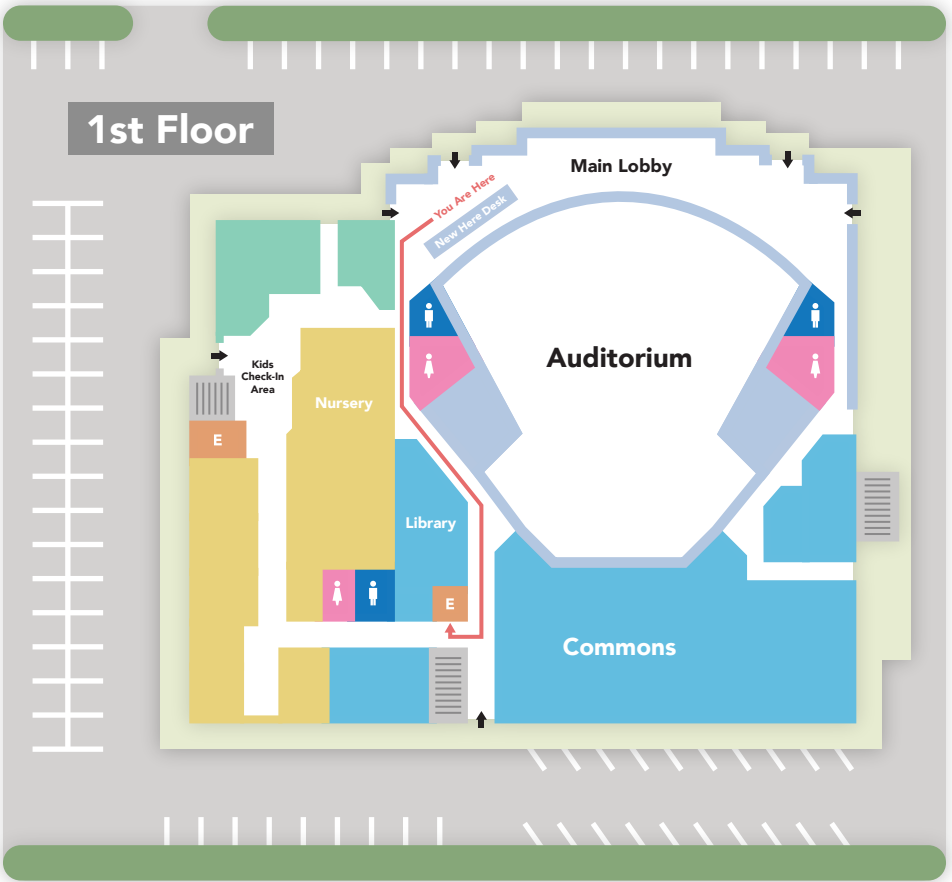 1st Floor
Main Lobby
You Are Here
New Here Desk
Auditorium
Kids
Check-In
Area
Nursery
E
Library
E
Commons